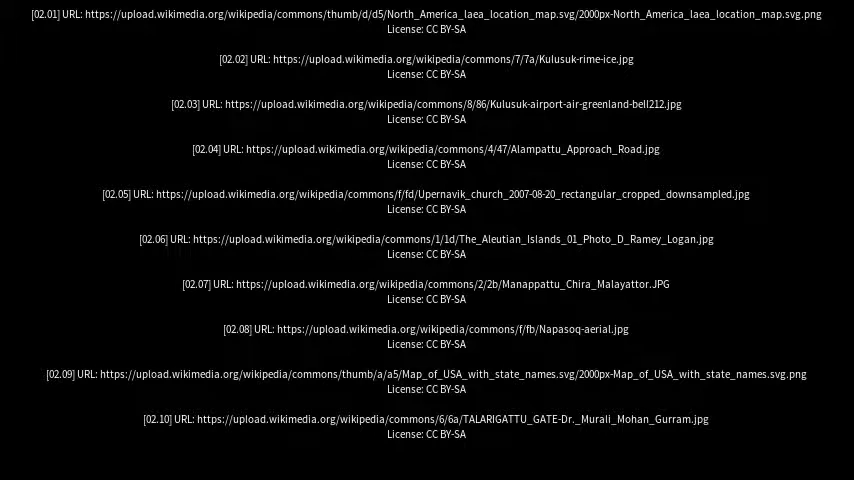 [02.01] URL: https://upload.wikimedia.org/wikipedia/commons/thumb/d/d5/North_America_laea_location_map.svg/2000px-North_America_laea_location_map.svg.png
License: CC BY-SA
[02.02] URL: https://upload.wikimedia.org/wikipedia/commons/7/7a/Kulusuk-rime-ice.jpg
License: CC BY-SA
[02.03] URL: https://upload.wikimedia.org/wikipedia/commons/8/86/Kulusuk-airport-air-greenland-bell212.jpg
License: CC BY-SA
[02.04] URL: https://upload.wikimedia.org/wikipedia/commons/4/47/Alampattu_Approach_Road.jpg
License: CC BY-SA
[02.05] URL: https://upload.wikimedia.org/wikipedia/commons/f/fd/Upernavik_church_2007-08-20_rectangular_cropped_downsampled.jpg
License: CC BY-SA
[02.06] URL: https://upload.wikimedia.org/wikipedia/commons/1/1d/The_Aleutian_Islands_01_Photo_D_Ramey_Logan.jpg
License: CC BY-SA
[02.07] URL: https://upload.wikimedia.org/wikipedia/commons/2/2b/Manappattu_Chira_Malayattor.JPG
License: CC BY-SA
[02.08] URL: https://upload.wikimedia.org/wikipedia/commons/f/fb/Napasoq-aerial.jpg
License: CC BY-SA
[02.09] URL: https://upload.wikimedia.org/wikipedia/commons/thumb/a/a5/Map_of_USA_with_state_names.svg/2000px-Map_of_USA_with_state_names.svg.png
License: CC BY-SA
[02.10] URL: https://upload.wikimedia.org/wikipedia/commons/6/6a/TALARIGATTU_GATE-Dr._Murali_Mohan_Gurram.jpg
License: CC BY-SA